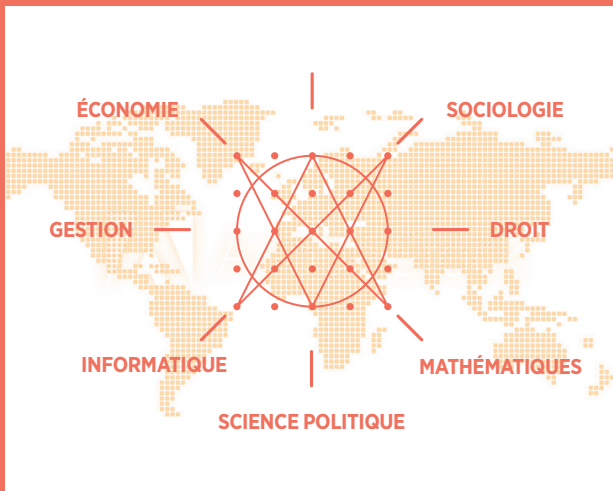 ÉCONOMIE
SOCIOLOGIE
GESTION
DROIT
INFORMATIQUE
MATHÉMATIQUES
SCIENCE POLITIQUE